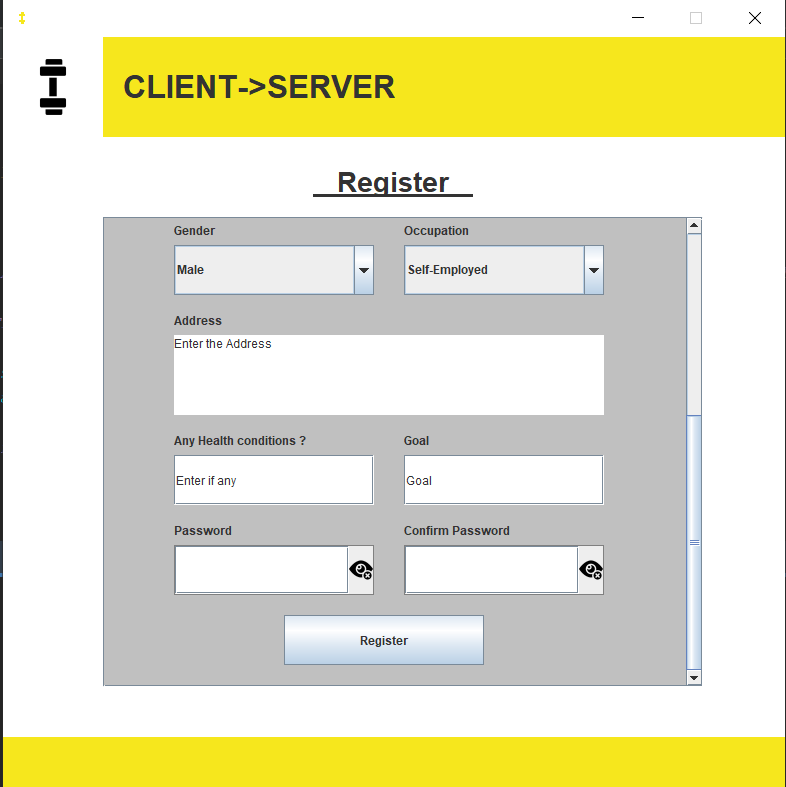 CLIENT->SERVER
Register
Gender Occupation
Male Self-Employed
Address
Enter the Address
Any Health conditions ? Goal
Enter if any Goal
Password Confirm Password
Register